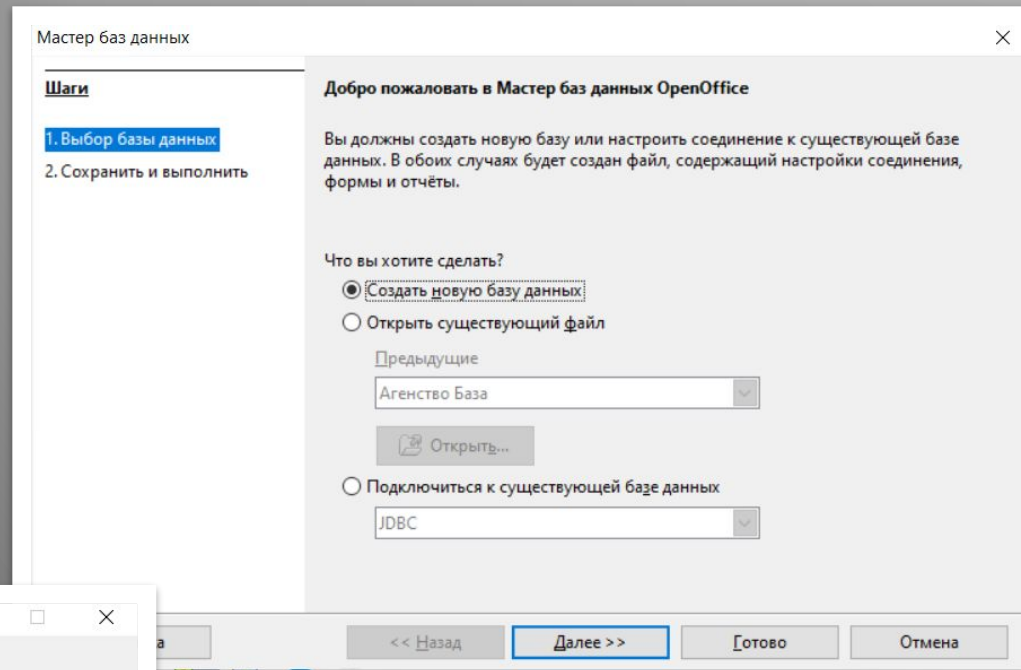 Мастер баз данных
Шаги
1. Выбор базы данных
2. Сохранить и выполнить
Добро пожаловать в Мастер баз данных OpenOffice
Вы должны создать новую базу или настроить соединение к существующей базе
данных. В обоих случаях будет создан файл, содержащий настройки соединения,
формы и отчёты.
Что вы хотите сделать?
Создать новую базу данных
Открыть существующий файл
Предыдущие
Агенство База
Открыть...
Подключиться к существующей базе данных
JDBC
<< Назад
Далее >>
Готово
Отмена